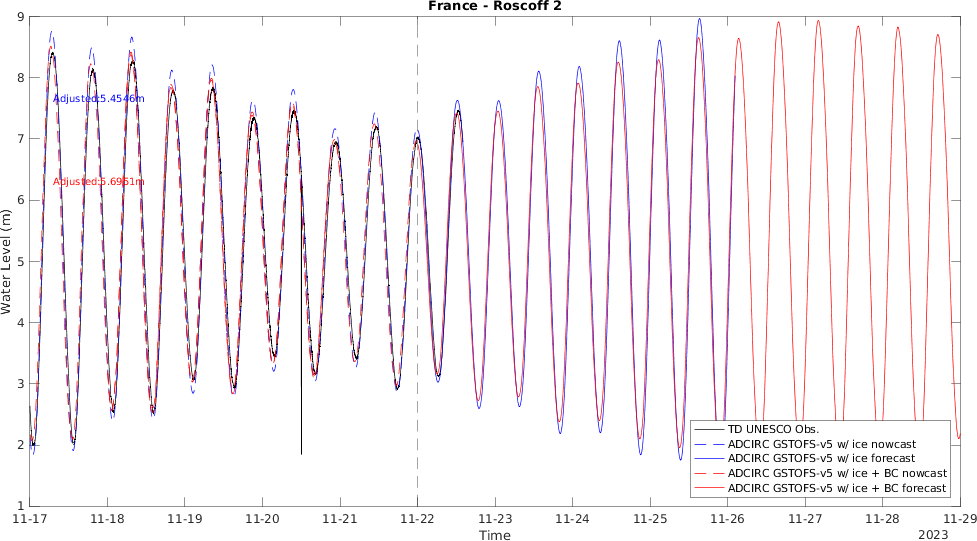 France - Roscoff 2
9
8
7
6
5
4
3
2
1
Water Level (m)
Adjusted:5.4546m
Adjusted:5.6961m
TD UNESCO Obs.
ADCIRC GSTOFS-v5 w/ ice nowcast
ADCIRC GSTOFS-v5 w/ ice forecast
ADCIRC GSTOFS-v5 w/ ice + BC nowcast
ADCIRC GSTOFS-v5 w/ ice + BC forecast
11-17 11-18 11-19 11-20 11-21 11-22 11-23 11-24 11-25 11-26 11-27 11-28 11-29
Time
2023